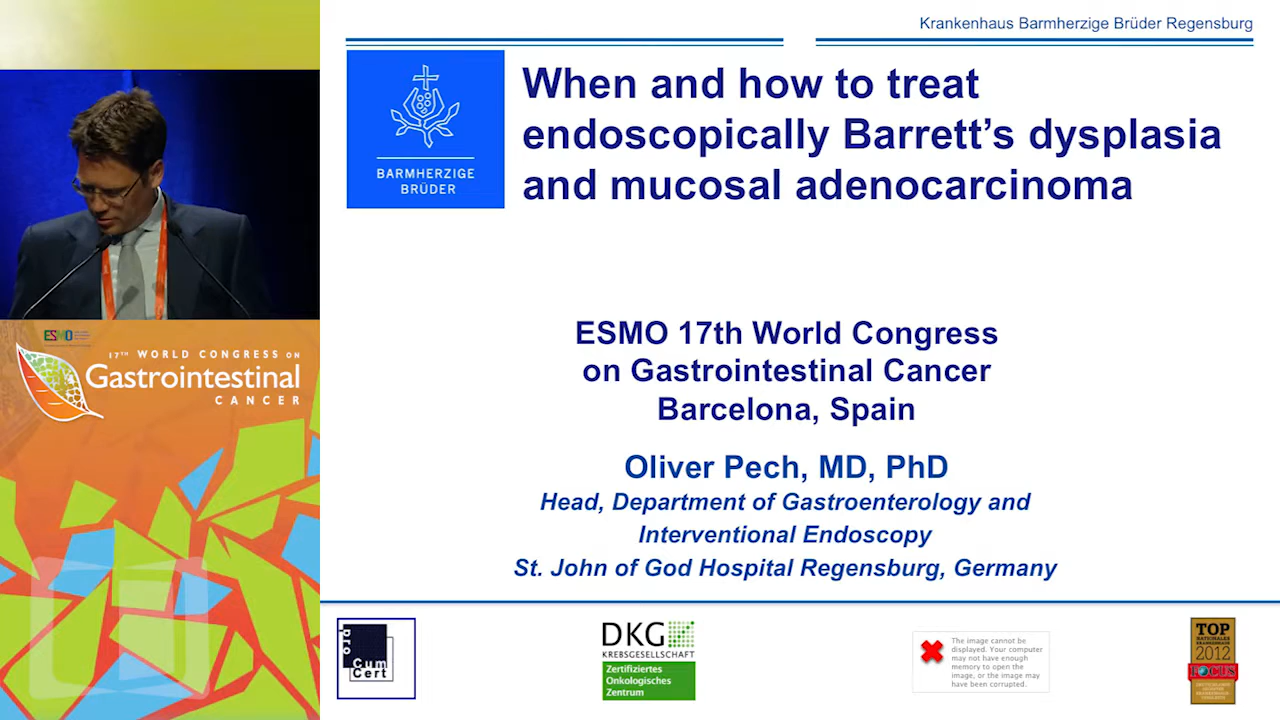 Krankenhaus Barmherzige Brüder Regensburg
BARMHERZIGE
BRÜDER
When and how to treat
endoscopically Barrett's dysplasia
and mucosal adenocarcinoma
ESMO 17th World Congress
on Gastrointestinal Cancer
Barcelona, Spain
Oliver Pech, MD, PhD
Head, Department of Gastroenterology and
Interventional Endoscopy
St. John of God Hospital Regensburg, Germany
ESMO
17TH WORLD CONGRESS ON
Gastrointestinal
CANCER
pro
Cum
Cert
DKG
KREBSGESELLSCHAFT
Zertifiziertes
Onkologisches
Zentrum
The image cannot be
displayed. Your computer
may not have enough
memory to open the
image, or the image may
have been corrupted.
TOP
NATIONALES
KRANKENHAUS
2012
FOCUS